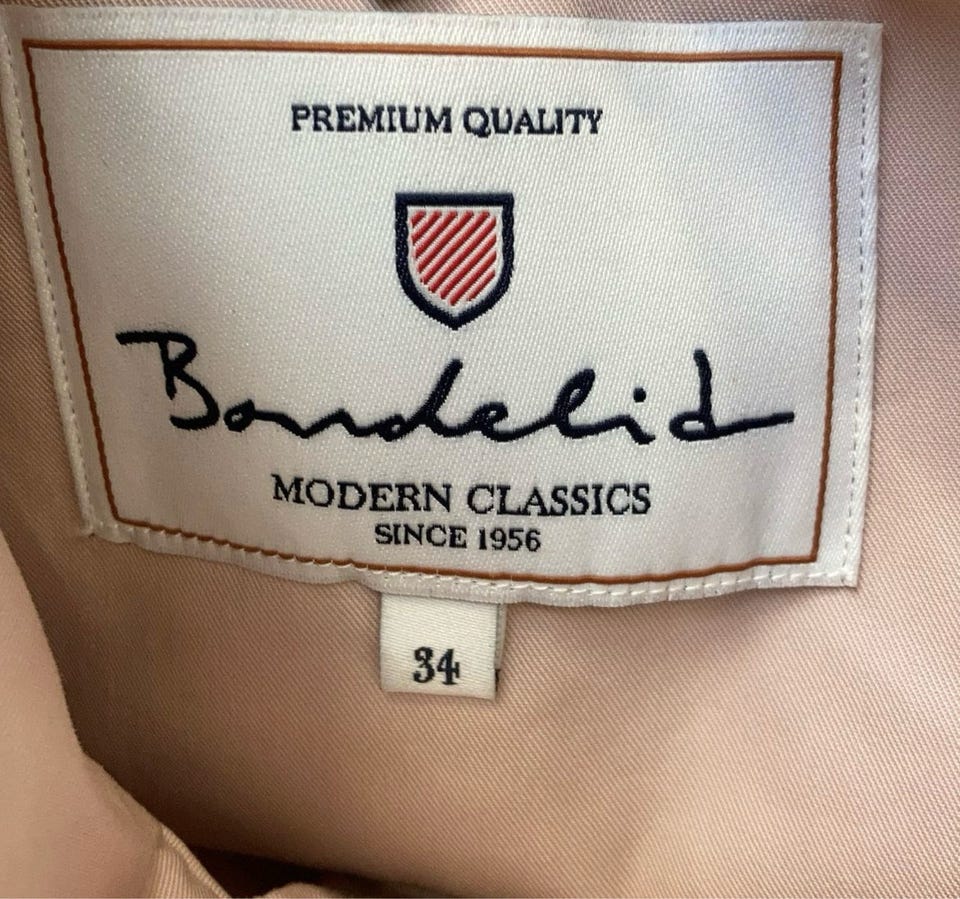 PREMIUM QUALITY
Bondelid
MODERN CLASSICS
SINCE 1956
34